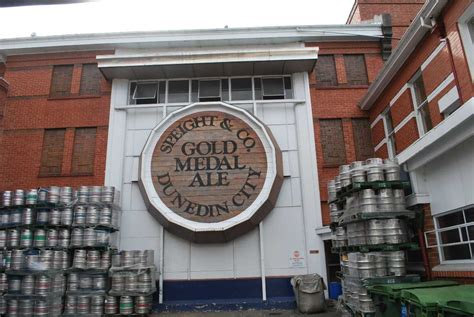 SPEIGHT & CO.
GOLD
MEDAL
ALE
DUNEDIN CITY